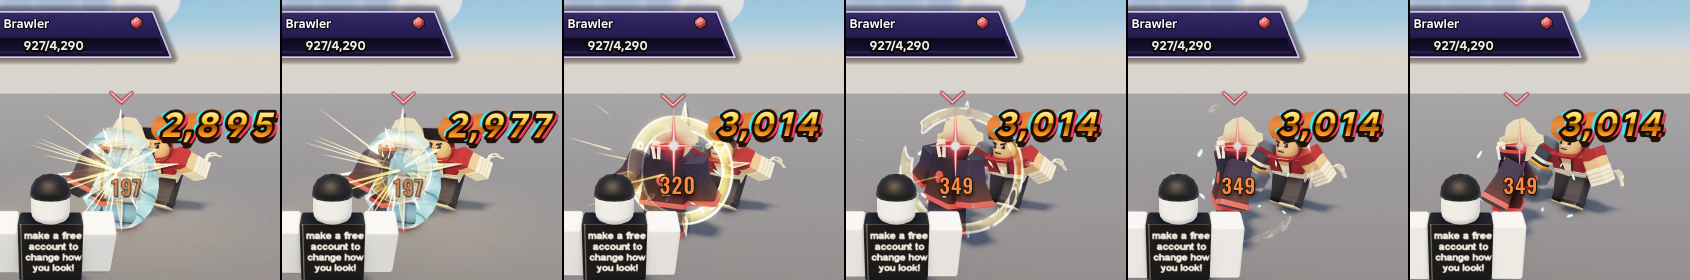 Brawler
927/4,290
2,895
197
make a free
account to
change how
you look!
Brawler
927/4,290
2,977
197
make a free
account to
change how
you look!
Brawler
927/4,290
3,014
320
make a free
account to
change how
you look!
Brawler
927/4,290
3,014
349
make a free
account to
change how
you look!
Brawler
927/4,290
3,014
349
make a free
account to
change how
you look!
Brawler
927/4,290
3,014
349
make a free
account to
change how
you look!